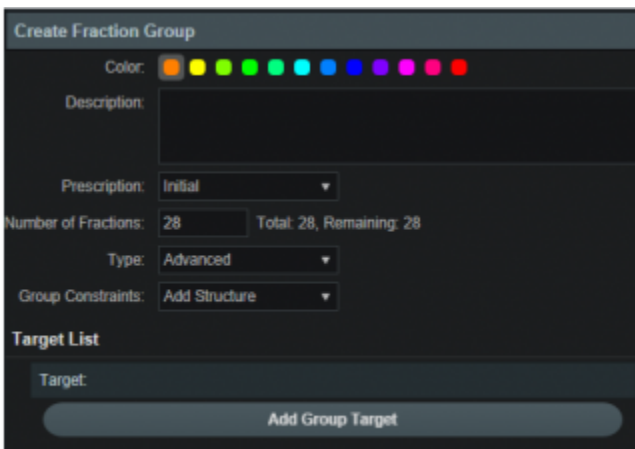 Create Fraction Group
Color:
Description:
Prescription: Initial
Number of Fractions: 28 Total: 28, Remaining: 28
Type: Advanced
Group Constraints: Add Structure
Target List
Target:
Add Group Target